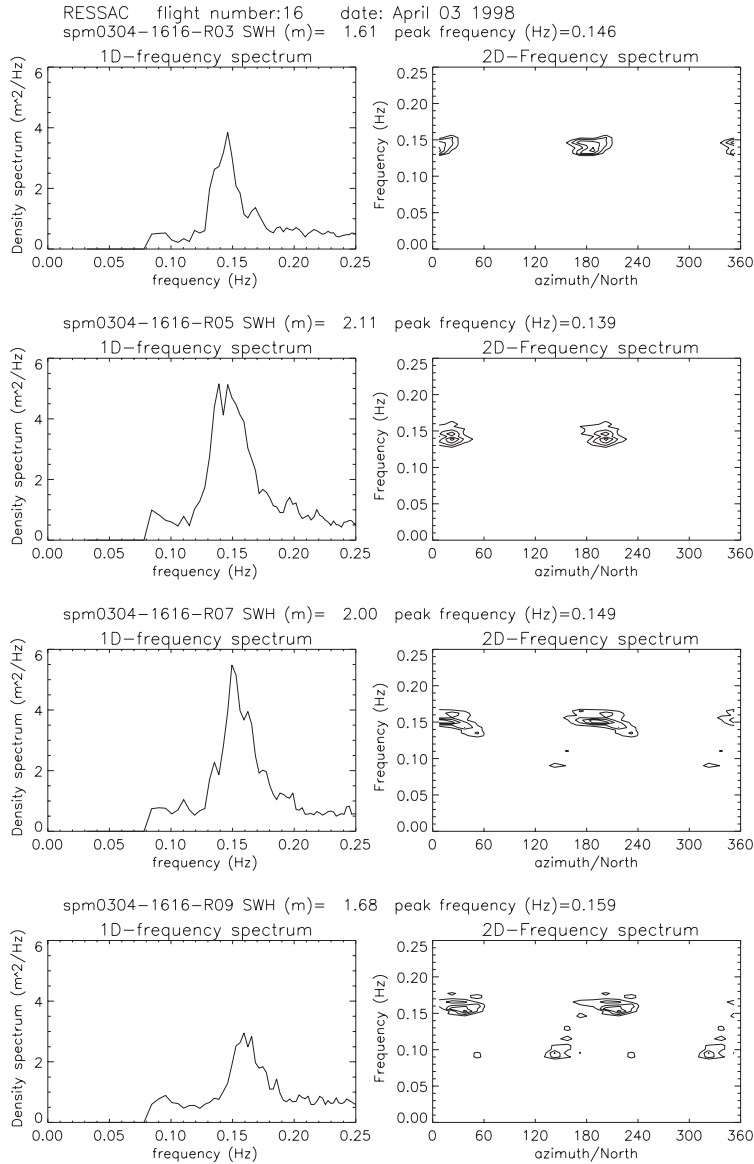 RESSAC flight number:16 date: April 03 1998
spm0304-1616-R03 SWH (m)= 1.61 peak frequency (Hz)=0.146
1D-frequency spectrum
Density spectrum (m^2/Hz)
6
4
2
0
0.00 0.05 0.10 0.15 0.20 0.25
frequency (Hz)
2D-Frequency spectrum
Frequency (Hz)
0.25
0.20
0.15
0.10
0.05
0.00
0 60 120 180 240 300 360
azimuth/North
spm0304-1616-R05 SWH (m)= 2.11 peak frequency (Hz)=0.139
1D-frequency spectrum
Density spectrum (m^2/Hz)
6
4
2
0
0.00 0.05 0.10 0.15 0.20 0.25
frequency (Hz)
2D-Frequency spectrum
Frequency (Hz)
0.25
0.20
0.15
0.10
0.05
0.00
0 60 120 180 240 300 360
azimuth/North
spm0304-1616-R07 SWH (m)= 2.00 peak frequency (Hz)=0.149
1D-frequency spectrum
Density spectrum (m^2/Hz)
6
4
2
0
0.00 0.05 0.10 0.15 0.20 0.25
frequency (Hz)
2D-Frequency spectrum
Frequency (Hz)
0.25
0.20
0.15
0.10
0.05
0.00
0 60 120 180 240 300 360
azimuth/North
spm0304-1616-R09 SWH (m)= 1.68 peak frequency (Hz)=0.159
1D-frequency spectrum
Density spectrum (m^2/Hz)
6
4
2
0
0.00 0.05 0.10 0.15 0.20 0.25
frequency (Hz)
2D-Frequency spectrum
Frequency (Hz)
0.25
0.20
0.15
0.10
0.05
0.00
0 60 120 180 240 300 360
azimuth/North